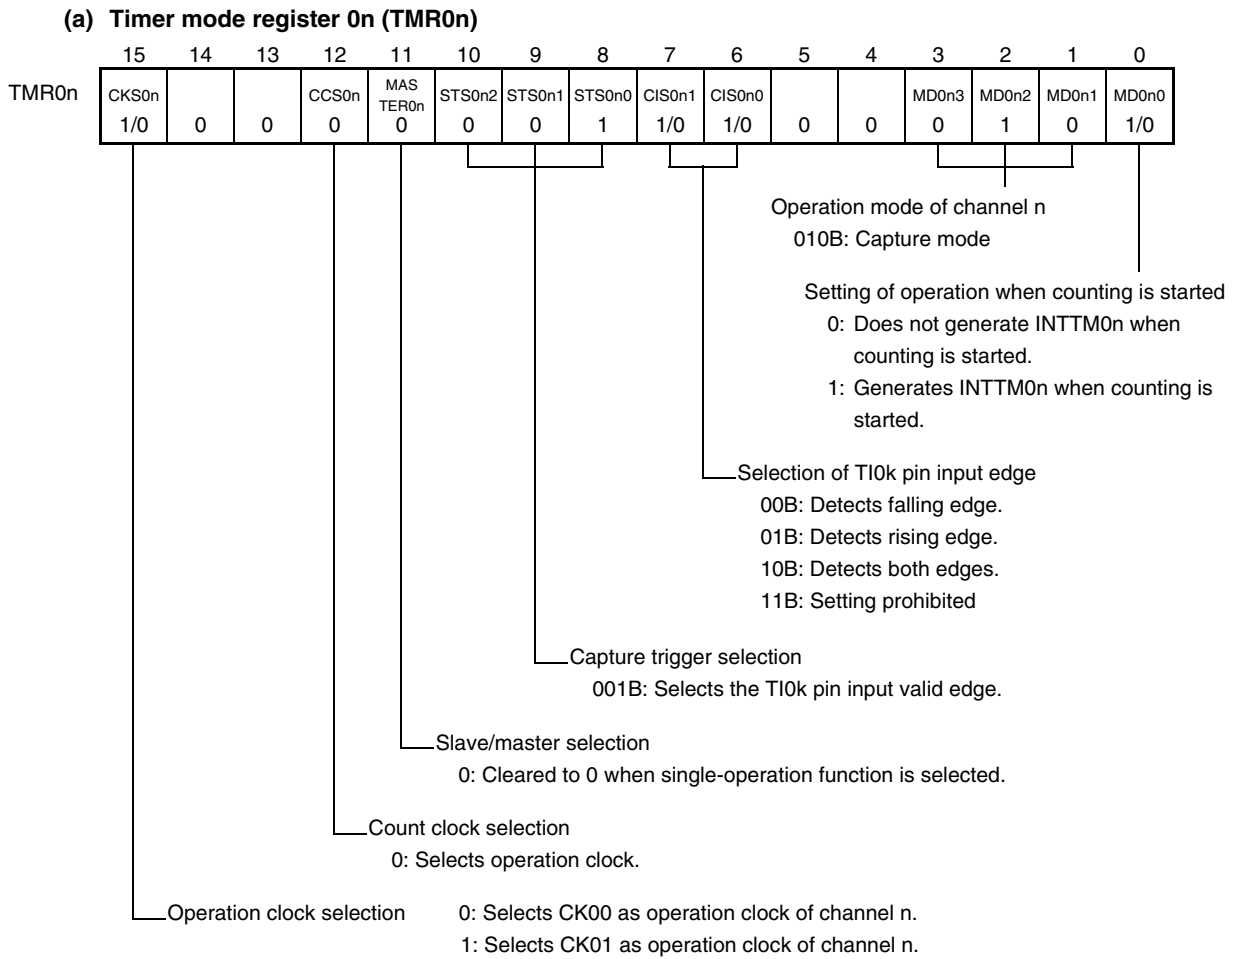 (a) Timer mode register 0n (TMR0n)
15 14 13 12 11 10 9 8 7 6 5 4 3 2 1 0
TMR0n CKS0n CCS0n MAS STS0n2 STS0n1 STS0n0 CIS0n1 CIS0n0 MD0n3 MD0n2 MD0n1 MD0n0
TER0n
1/0 0 0 0 0 0 0 1 1/0 1/0 0 0 0 1 0 1/0
Operation mode of channel n
010B: Capture mode
Setting of operation when counting is started
0: Does not generate INTTM0n when
counting is started.
1: Generates INTTM0n when counting is
started.
Selection of TI0k pin input edge
00B: Detects falling edge.
01B: Detects rising edge.
10B: Detects both edges.
11B: Setting prohibited
Capture trigger selection
001B: Selects the TI0k pin input valid edge.
Slave/master selection
0: Cleared to 0 when single-operation function is selected.
Count clock selection
0: Selects operation clock.
Operation clock selection 0: Selects CK00 as operation clock of channel n.
1: Selects CK01 as operation clock of channel n.